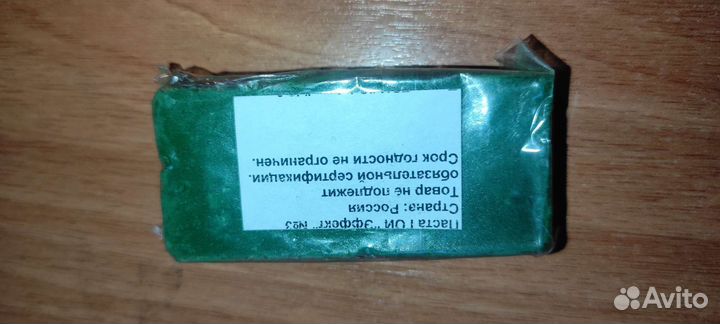 Паста ГОИ "Эффект" №3
Страна: Россия
Товар не подлежит
обязательной сертификации.
Срок годности не ограничен.
Avito